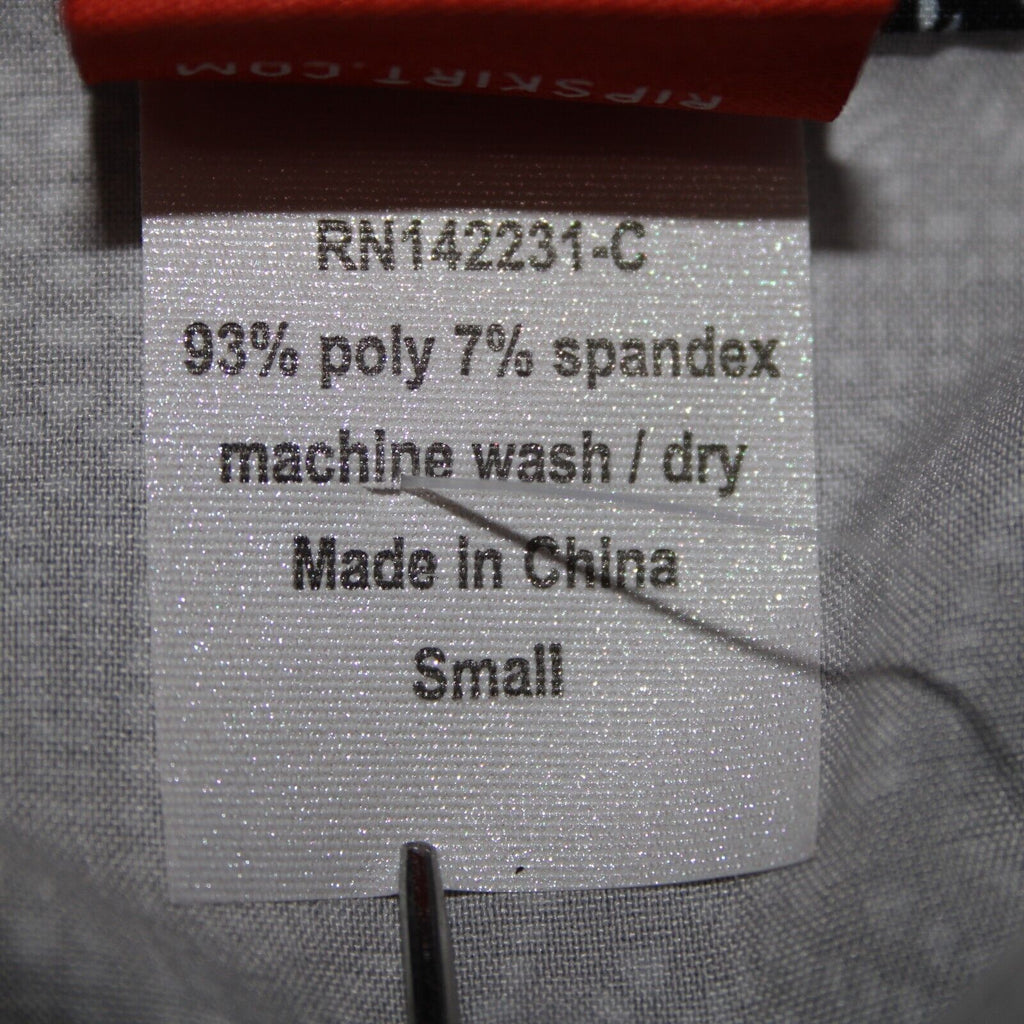 RIPSKIRT.COM
RN142231-C
93% poly 7% spandex
machine wash / dry
Made in China
Small